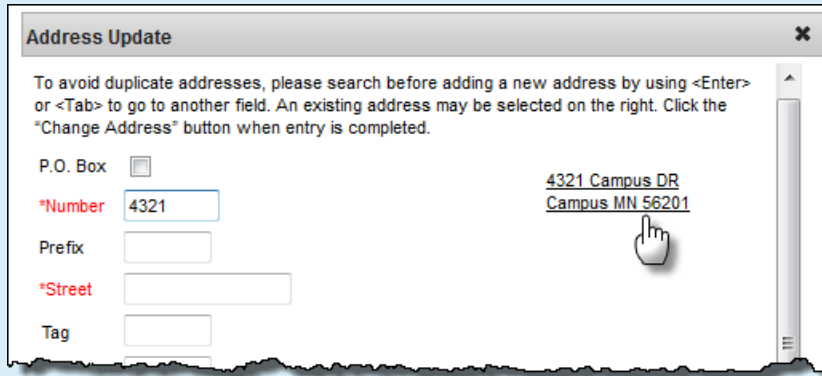 Address Update
To avoid duplicate addresses, please search before adding a new address by using <Enter>
or <Tab> to go to another field. An existing address may be selected on the right. Click the
"Change Address" button when entry is completed.
P.O. Box
4321 Campus DR
Campus MN 56201
*Number 4321
Prefix
*Street
Tag